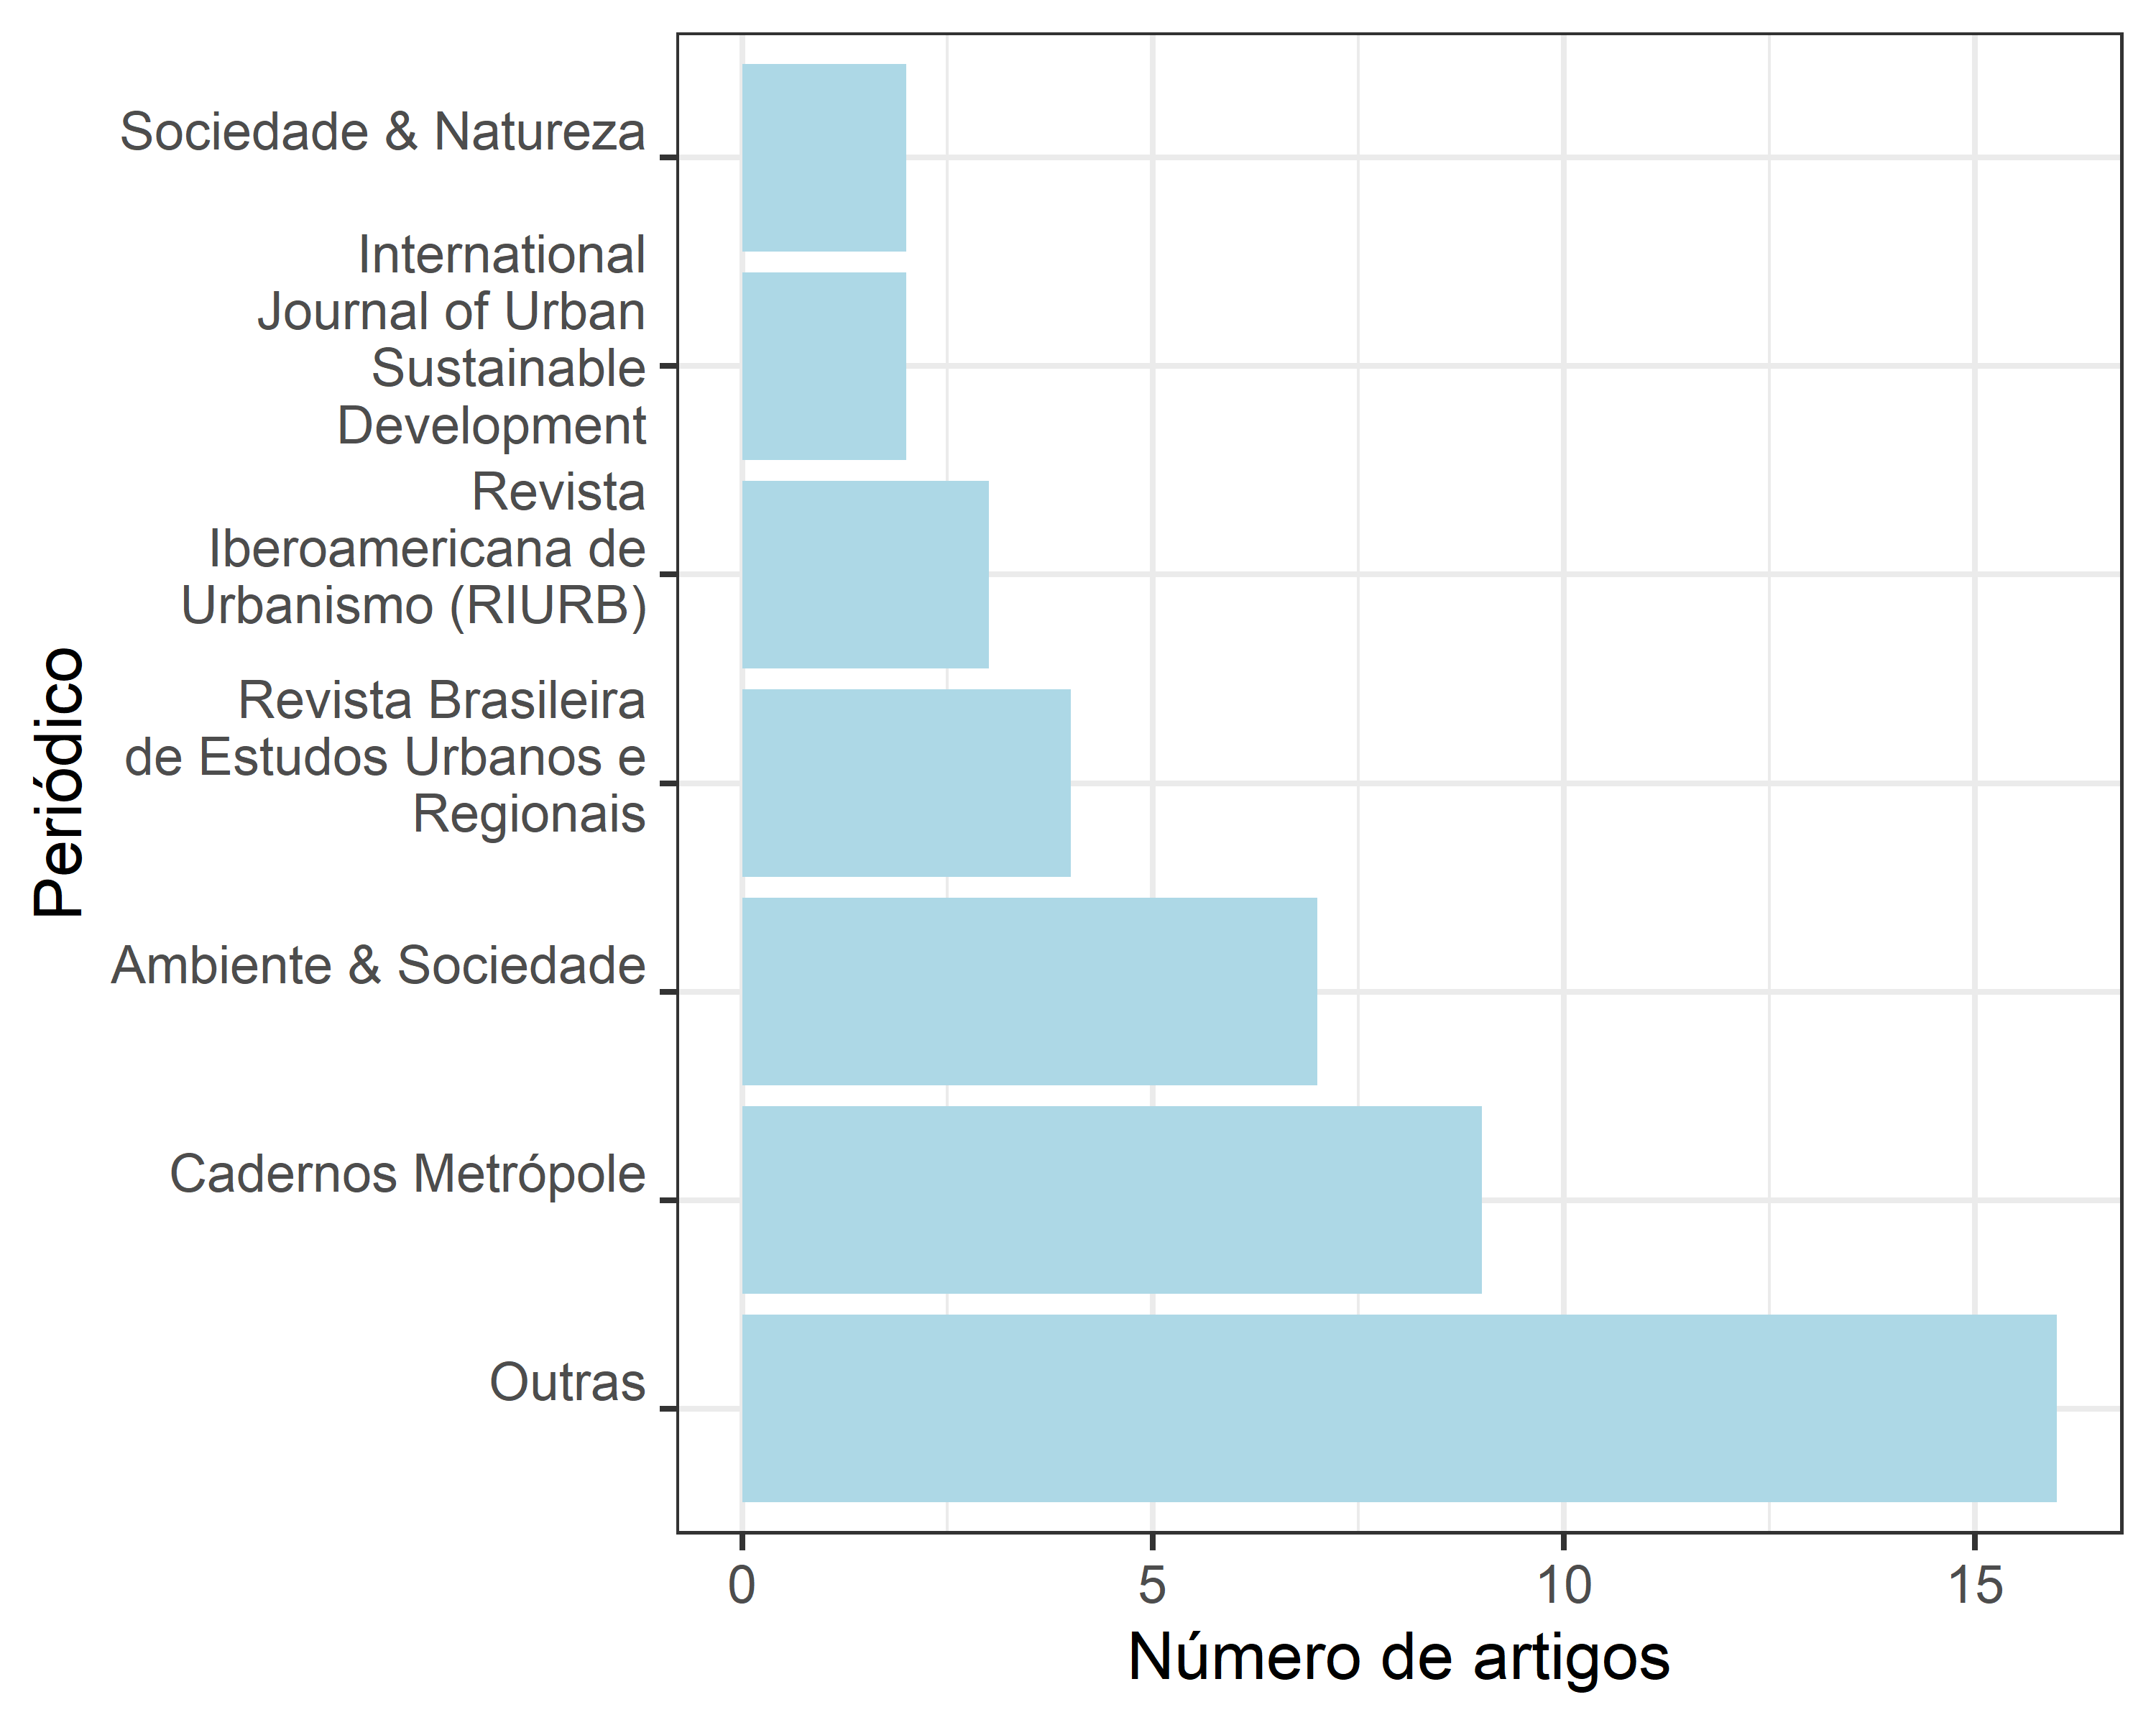 Periódico
Sociedade & Natureza
International
Journal of Urban
Sustainable
Development
Revista
Iberoamericana de
Urbanismo (RIURB)
Revista Brasileira
de Estudos Urbanos e
Regionais
Ambiente & Sociedade
Cadernos Metrópole
Outras
0 5 10 15
Número de artigos